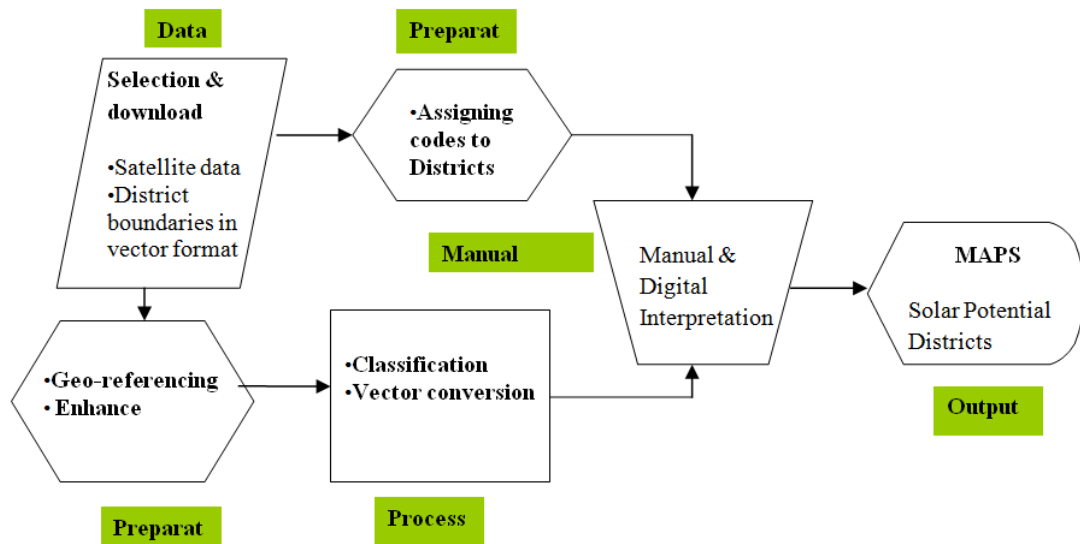 Data
Selection &
download
•Satellite data
•District
boundaries in
vector format
Preparat
•Assigning
codes to
Districts
Manual
Manual &
Digital
Interpretation
MAPS
Solar Potential
Districts
Output
•Geo-referencing
• Enhance
Preparat
•Classification
•Vector conversion
Process